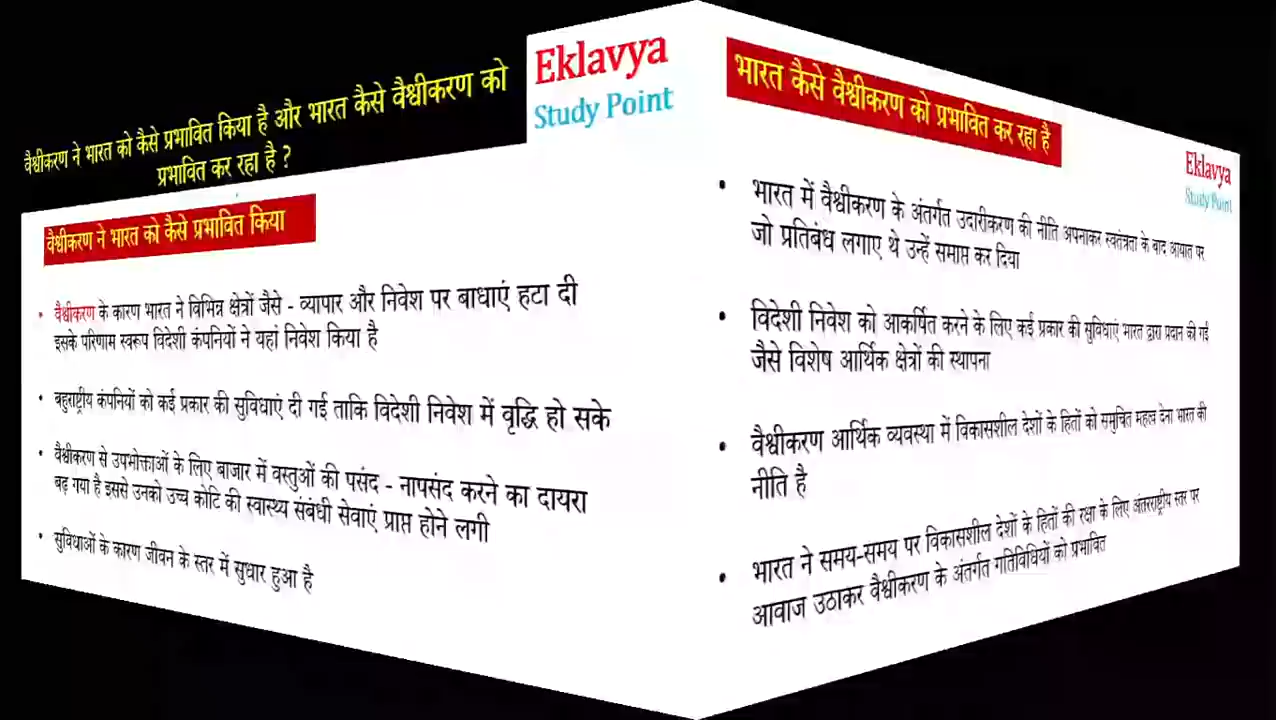 वैश्वीकरण ने भारत को कैसे प्रभावित किया है और भारत कैसे वैश्वीकरण को
प्रभावित कर रहा है ?
Eklavya
Study Point
वैश्वीकरण ने भारत को कैसे प्रभावित किया
• वैश्वीकरण के कारण भारत ने विभिन्न क्षेत्रों जैसे - व्यापार और निवेश पर बाधाएं हटा दी
इसके परिणाम स्वरूप विदेशी कंपनियों ने यहां निवेश किया है
• बहुराष्ट्रीय कंपनियों को कई प्रकार की सुविधाएं दी गई ताकि विदेशी निवेश में वृद्धि हो सके
• वैश्वीकरण से उपभोक्ताओं के लिए बाजार में वस्तुओं की पसंद - नापसंद करने का दायरा
बढ़ गया है इससे उनको उच्च कोटि की स्वास्थ्य संबंधी सेवाएं प्राप्त होने लगी
• सुविधाओं के कारण जीवन के स्तर में सुधार हुआ है
भारत कैसे वैश्वीकरण को प्रभावित कर रहा है
Eklavya
Study Point
• भारत में वैश्वीकरण के अंतर्गत उदारीकरण की नीति अपनाकर स्वतंत्रता के बाद आयात पर
जो प्रतिबंध लगाए थे उन्हें समाप्त कर दिया
• विदेशी निवेश को आकर्षित करने के लिए कई प्रकार की सुविधाएं भारत द्वारा प्रदान की गई
जैसे विशेष आर्थिक क्षेत्रों की स्थापना
• वैश्वीकरण आर्थिक व्यवस्था में विकासशील देशों के हितों को समुचित महत्व देना भारत की
नीति है
• भारत ने समय-समय पर विकासशील देशों के हितों की रक्षा के लिए अंतरराष्ट्रीय स्तर पर
आवाज उठाकर वैश्वीकरण के अंतर्गत गतिविधियों को प्रभावित